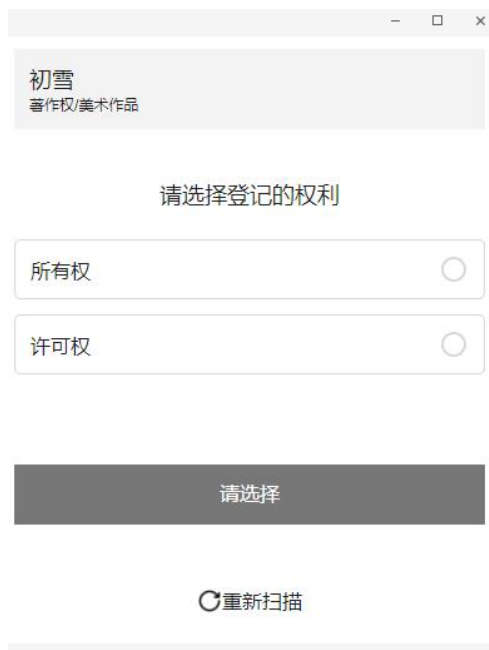 初雪
著作权/美术作品
请选择登记的权利
所有权
许可权
请选择
重新扫描